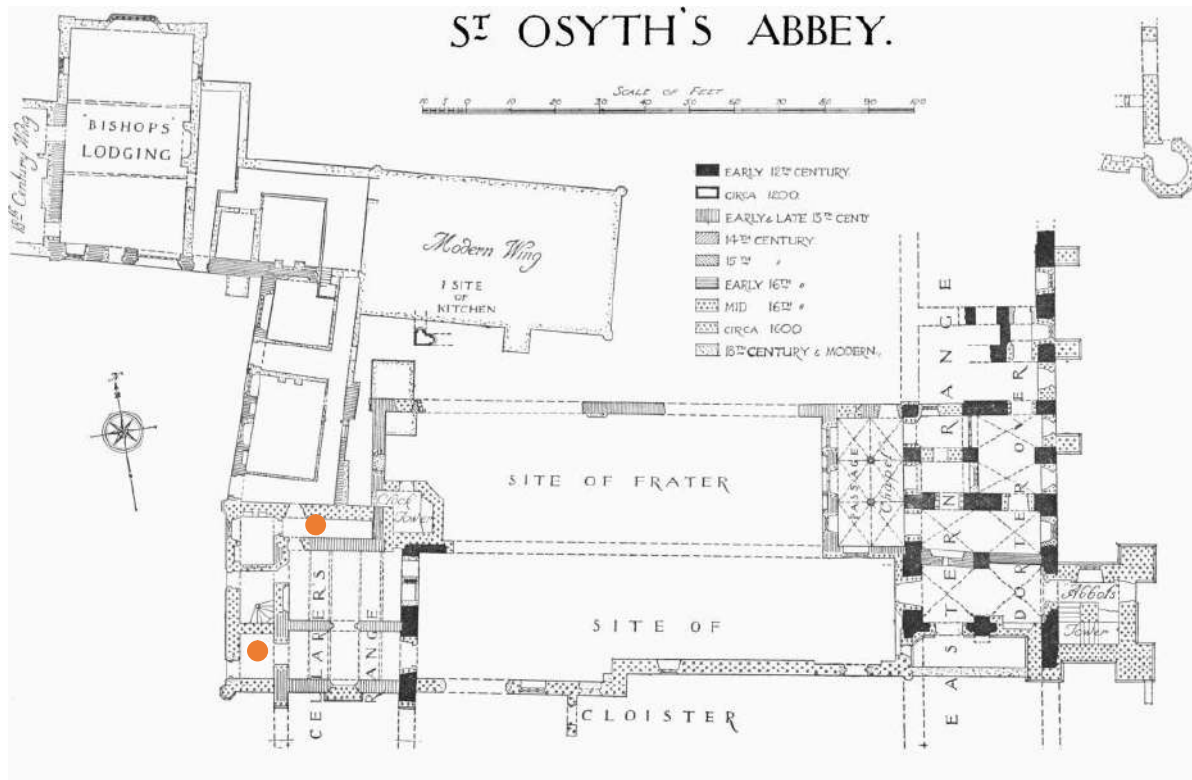 ST OSYTH'S ABBEY.
SCALE OF FEET
10 5 0 10 20 30 40 50 60 70 80 90 100
"BISHOPS"
LODGING
Modern Wing
? SITE
OF
KITCHEN
EARLY 12TH CENTURY.
CIRCA 1200.
EARLY & LATE 13TH CENTY
14TH CENTURY.
15TH "
EARLY 16TH "
MID 16TH "
CIRCA 1600
18TH CENTURY & MODERN.
SITE OF FRATER
PASSAGE
Chapel
Clock
Tower
CELLARERS
RANGE
SITE OF
CLOISTER
EASTERN RANGE
DORTER OVER
Abbots
Tower